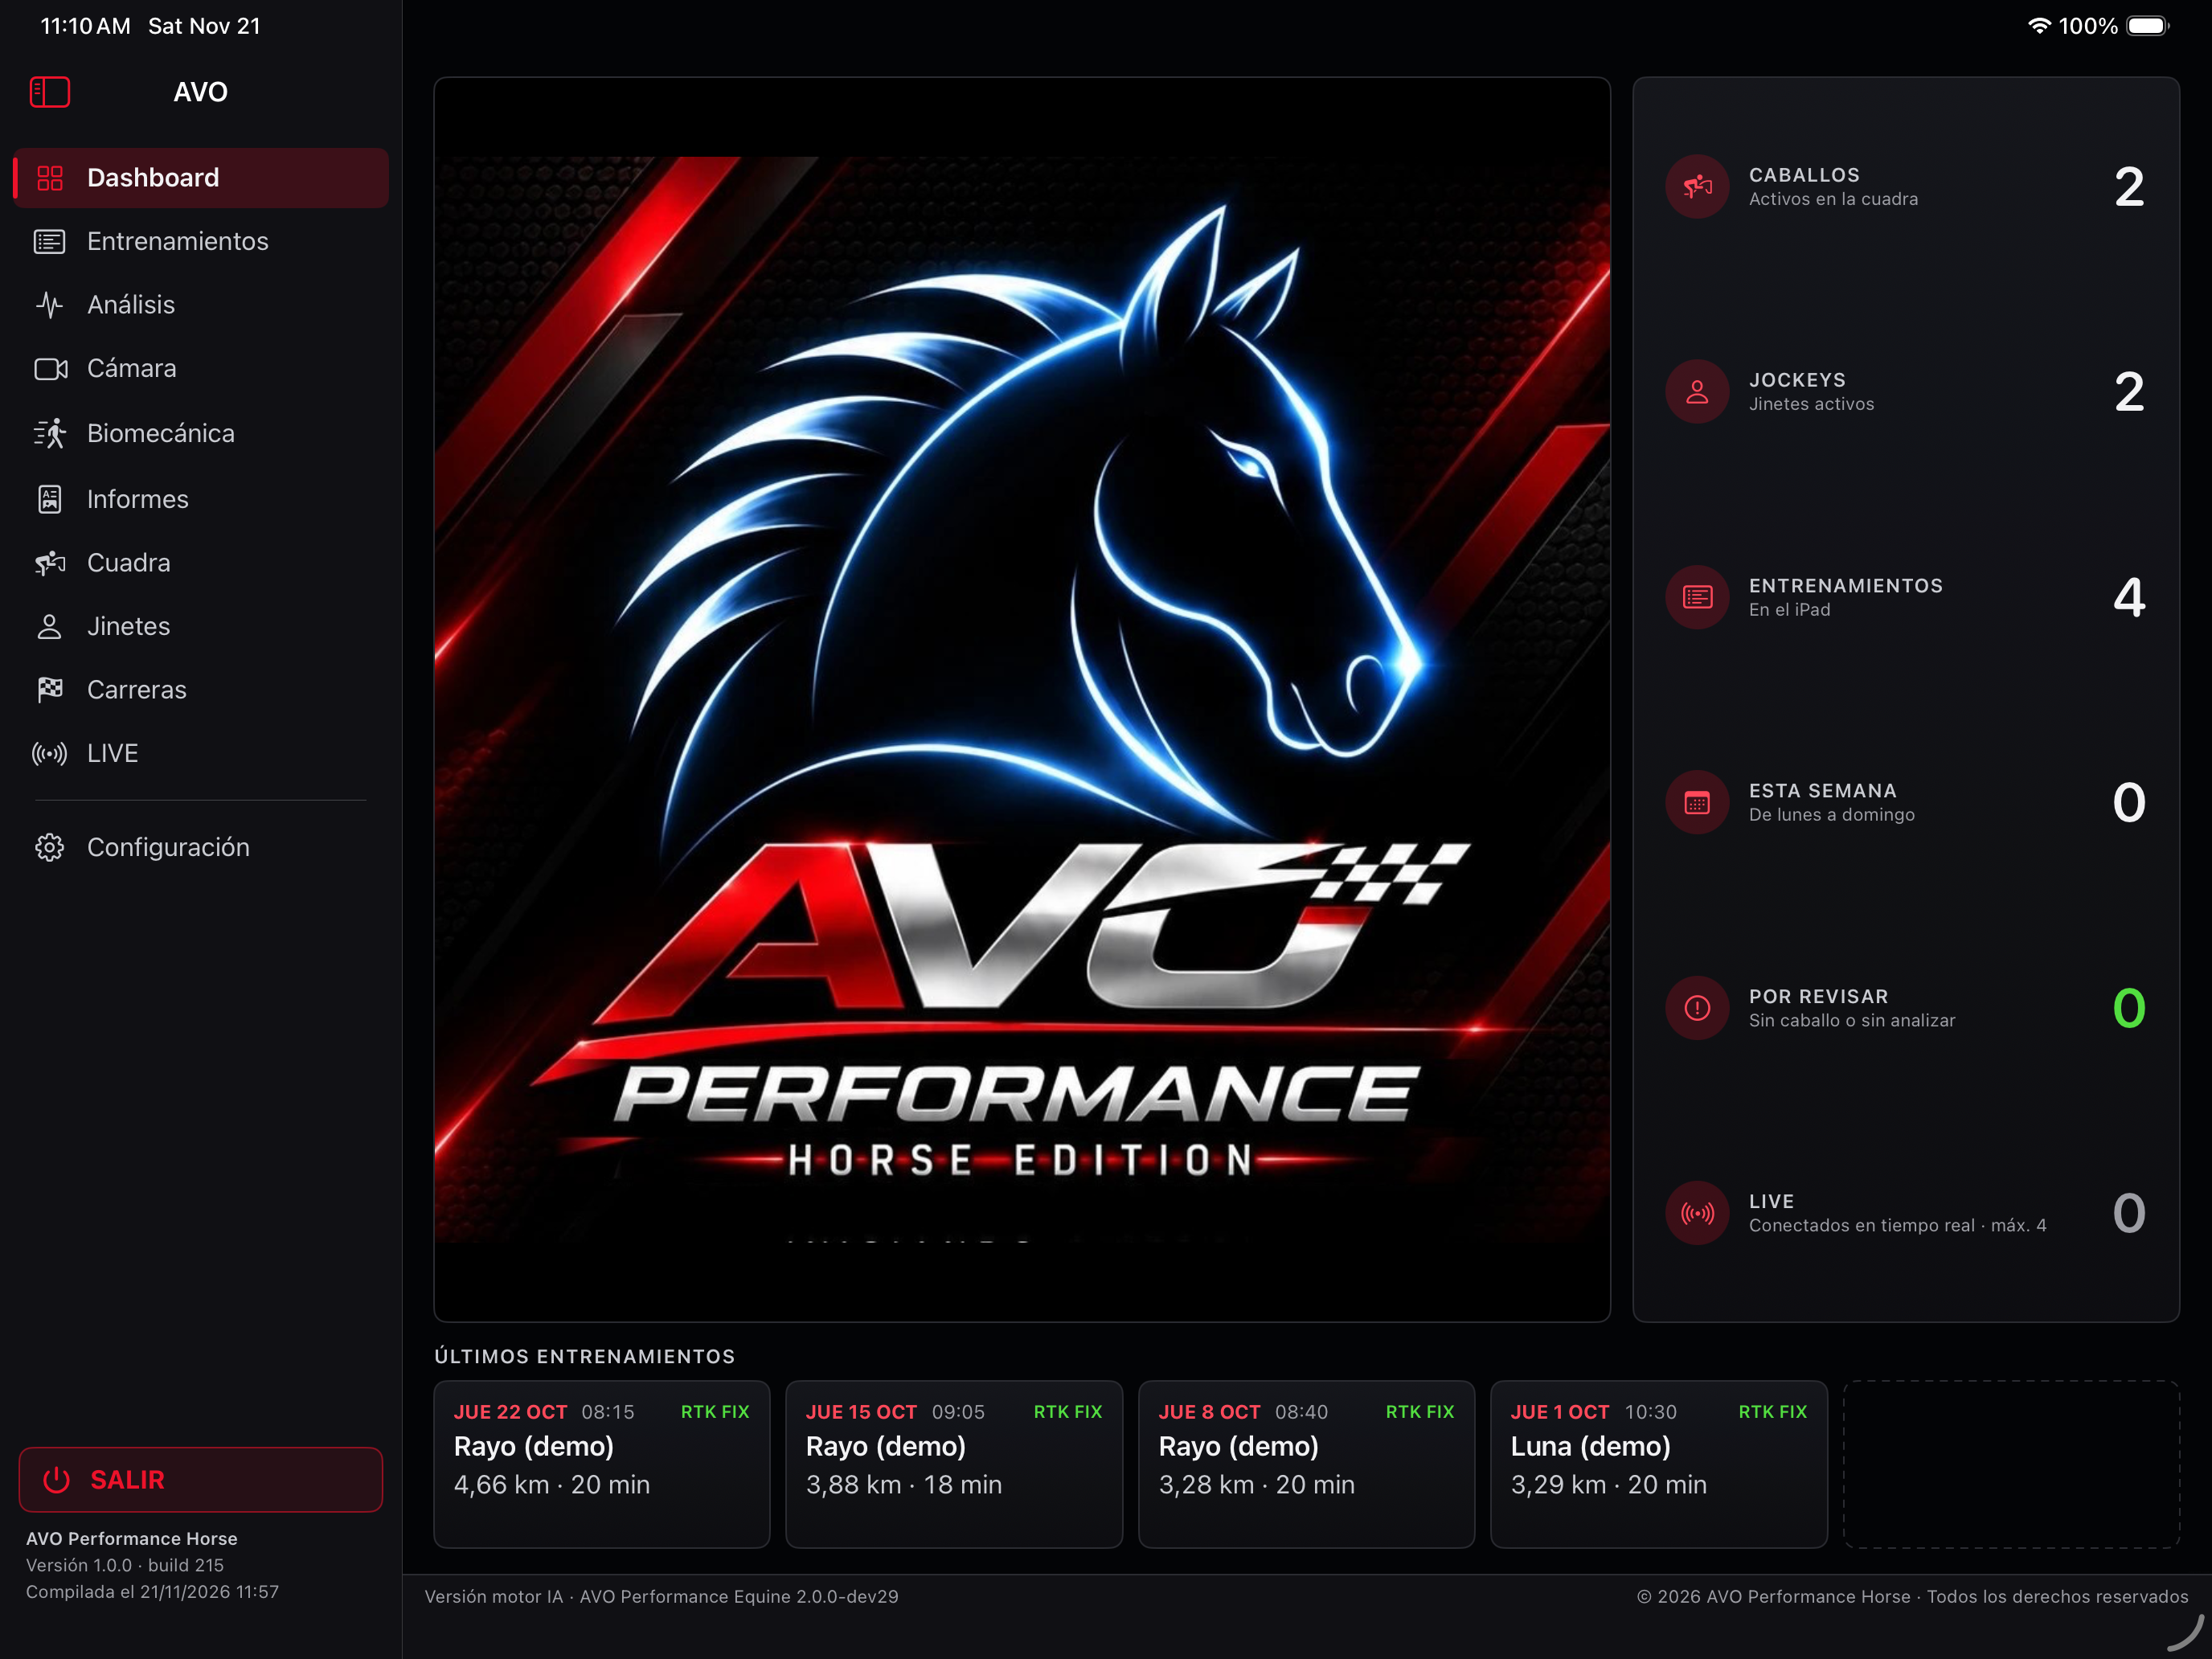 11:10 AM Sat Nov 21
100%
AVO
Dashboard
Entrenamientos
Análisis
Cámara
Biomecánica
Informes
Cuadra
Jinetes
Carreras
LIVE
Configuración
SALIR
AVO Performance Horse
Versión 1.0.0 · build 215
Compilada el 21/11/2026 11:57
AVO
PERFORMANCE
HORSE EDITION
CABALLOS
Activos en la cuadra
2
JOCKEYS
Jinetes activos
2
ENTRENAMIENTOS
En el iPad
4
ESTA SEMANA
De lunes a domingo
0
POR REVISAR
Sin caballo o sin analizar
0
LIVE
Conectados en tiempo real · máx. 4
0
ÚLTIMOS ENTRENAMIENTOS
JUE 22 OCT 08:15 RTK FIX
Rayo (demo)
4,66 km · 20 min
JUE 15 OCT 09:05 RTK FIX
Rayo (demo)
3,88 km · 18 min
JUE 8 OCT 08:40 RTK FIX
Rayo (demo)
3,28 km · 20 min
JUE 1 OCT 10:30 RTK FIX
Luna (demo)
3,29 km · 20 min
Versión motor IA · AVO Performance Equine 2.0.0-dev29
© 2026 AVO Performance Horse · Todos los derechos reservados